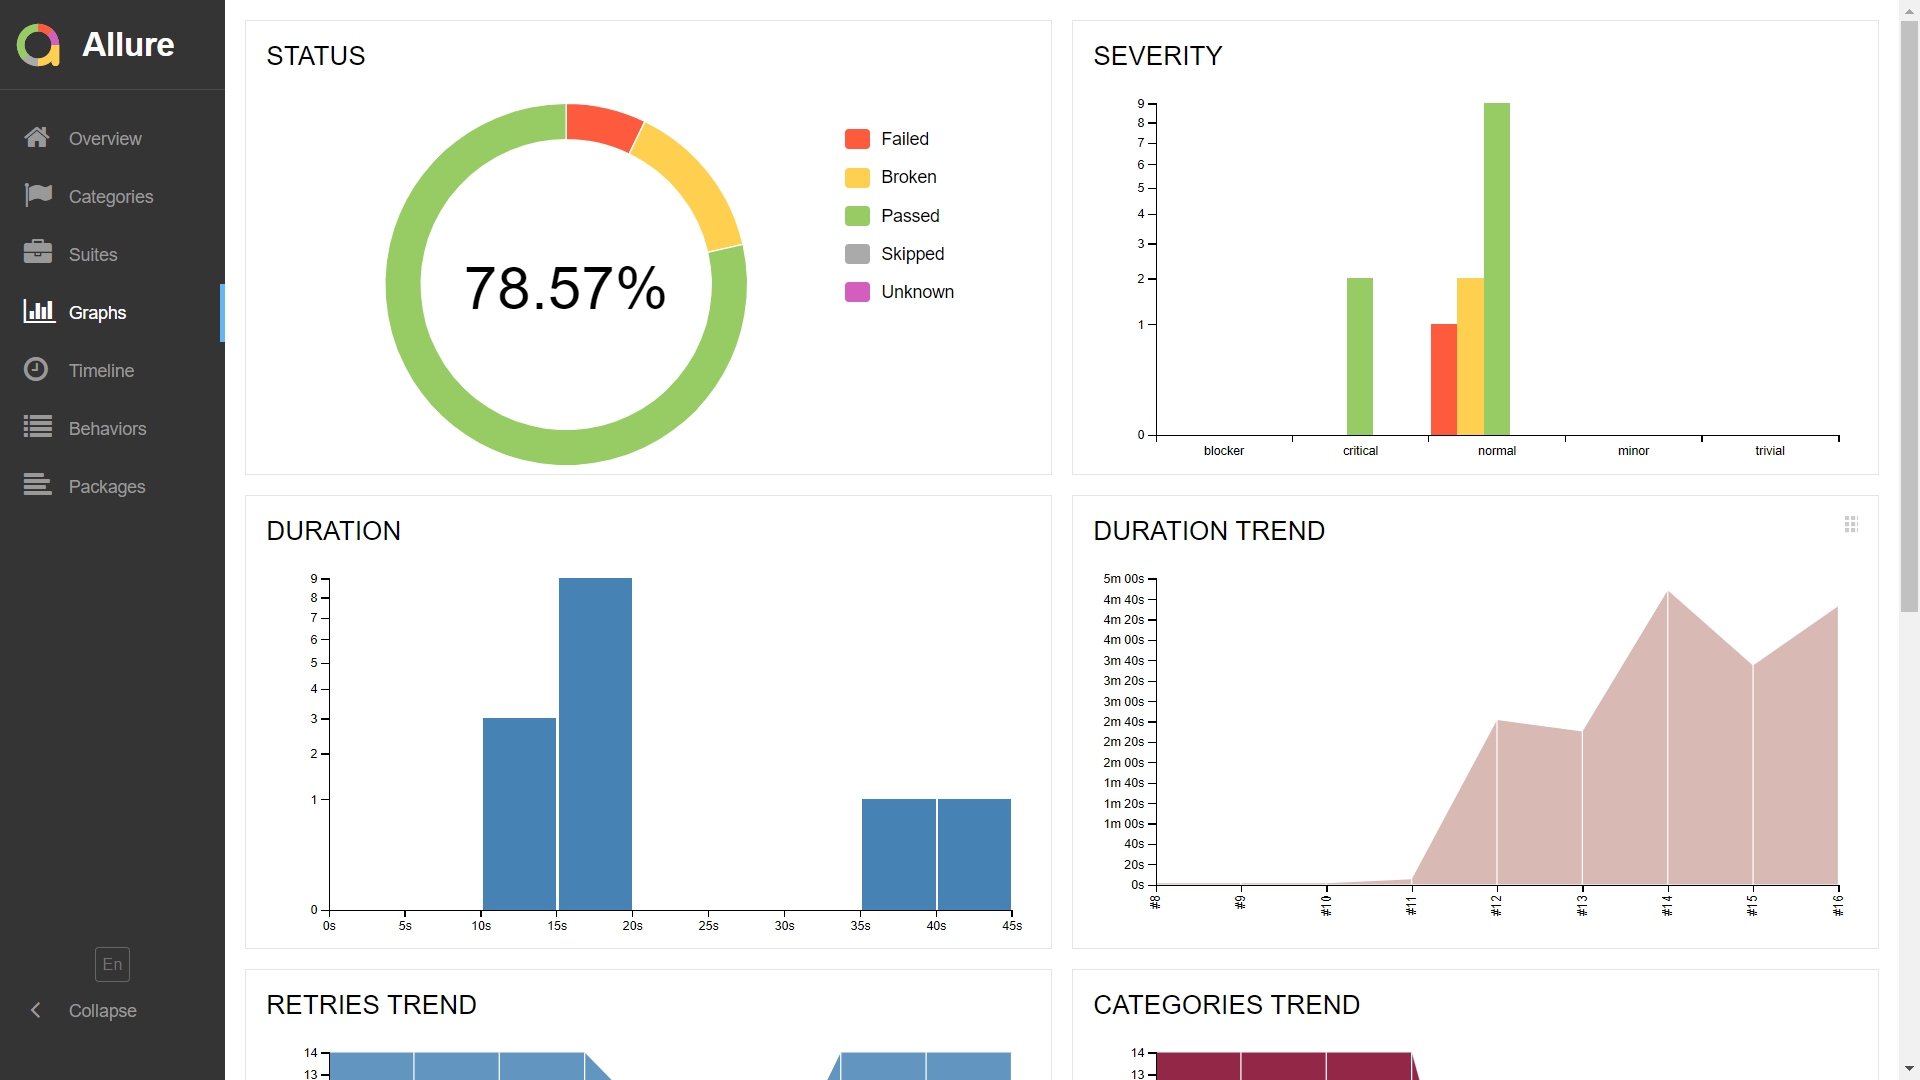 Allure
Overview
Categories
Suites
Graphs
Timeline
Behaviors
Packages
En
Collapse
STATUS
78.57%
Failed
Broken
Passed
Skipped
Unknown
SEVERITY
9
8
7
6
5
4
3
2
1
0
blocker critical normal minor trivial
DURATION
9
8
7
6
5
4
3
2
1
0
0s 5s 10s 15s 20s 25s 30s 35s 40s 45s
DURATION TREND
5m 00s
4m 40s
4m 20s
4m 00s
3m 40s
3m 20s
3m 00s
2m 40s
2m 20s
2m 00s
1m 40s
1m 20s
1m 00s
40s
20s
0s
#8 #9 #10 #11 #12 #13 #14 #15 #16
RETRIES TREND
14
13
CATEGORIES TREND
14
13